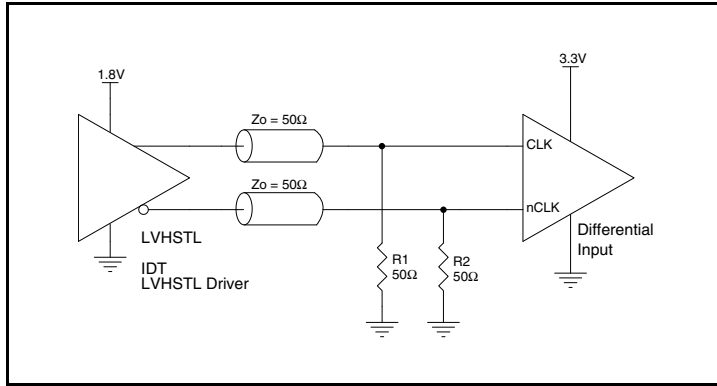 1.8V
3.3V
Zo = 50Ω
CLK
Zo = 50Ω
nCLK
LVHSTL
IDT
LVHSTL Driver
R1
50Ω
R2
50Ω
Differential
Input